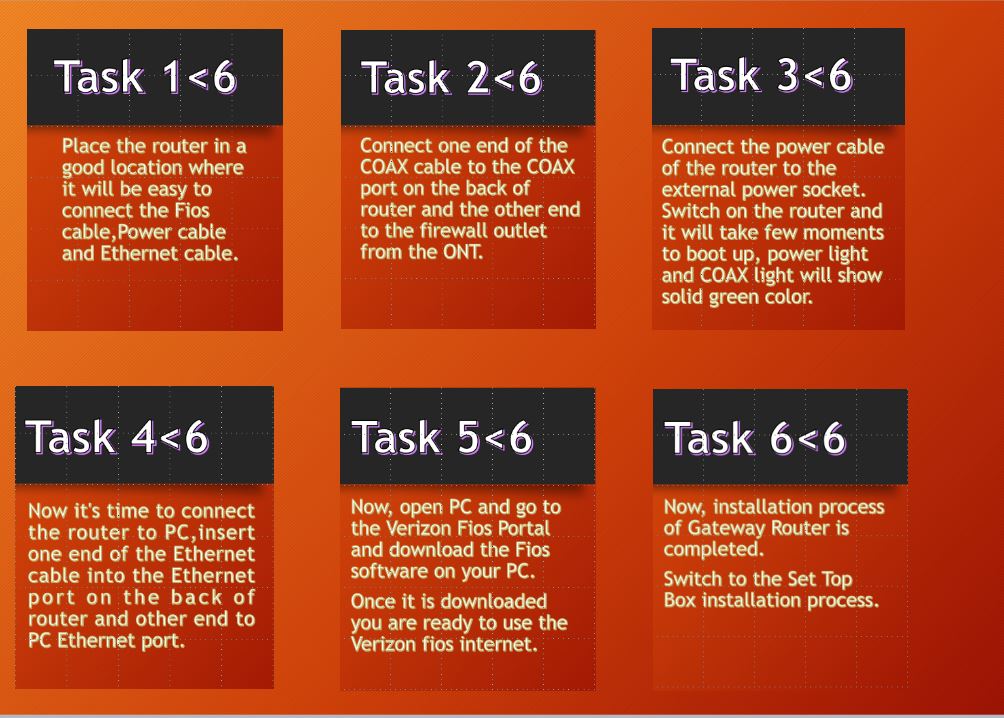 Task 1<6
Place the router in a
good location where
it will be easy to
connect the Fios
cable,Power cable
and Ethernet cable.
Task 2<6
Connect one end of the
COAX cable to the COAX
port on the back of
router and the other end
to the firewall outlet
from the ONT.
Task 3<6
Connect the power cable
of the router to the
external power socket.
Switch on the router and
it will take few moments
to boot up, power light
and COAX light will show
solid green color.
Task 4<6
Now it's time to connect
the router to PC,insert
one end of the Ethernet
cable into the Ethernet
port on the back of
router and other end to
PC Ethernet port.
Task 5<6
Now, open PC and go to
the Verizon Fios Portal
and download the Fios
software on your PC.
Once it is downloaded
you are ready to use the
Verizon fios internet.
Task 6<6
Now, installation process
of Gateway Router is
completed.
Switch to the Set Top
Box installation process.